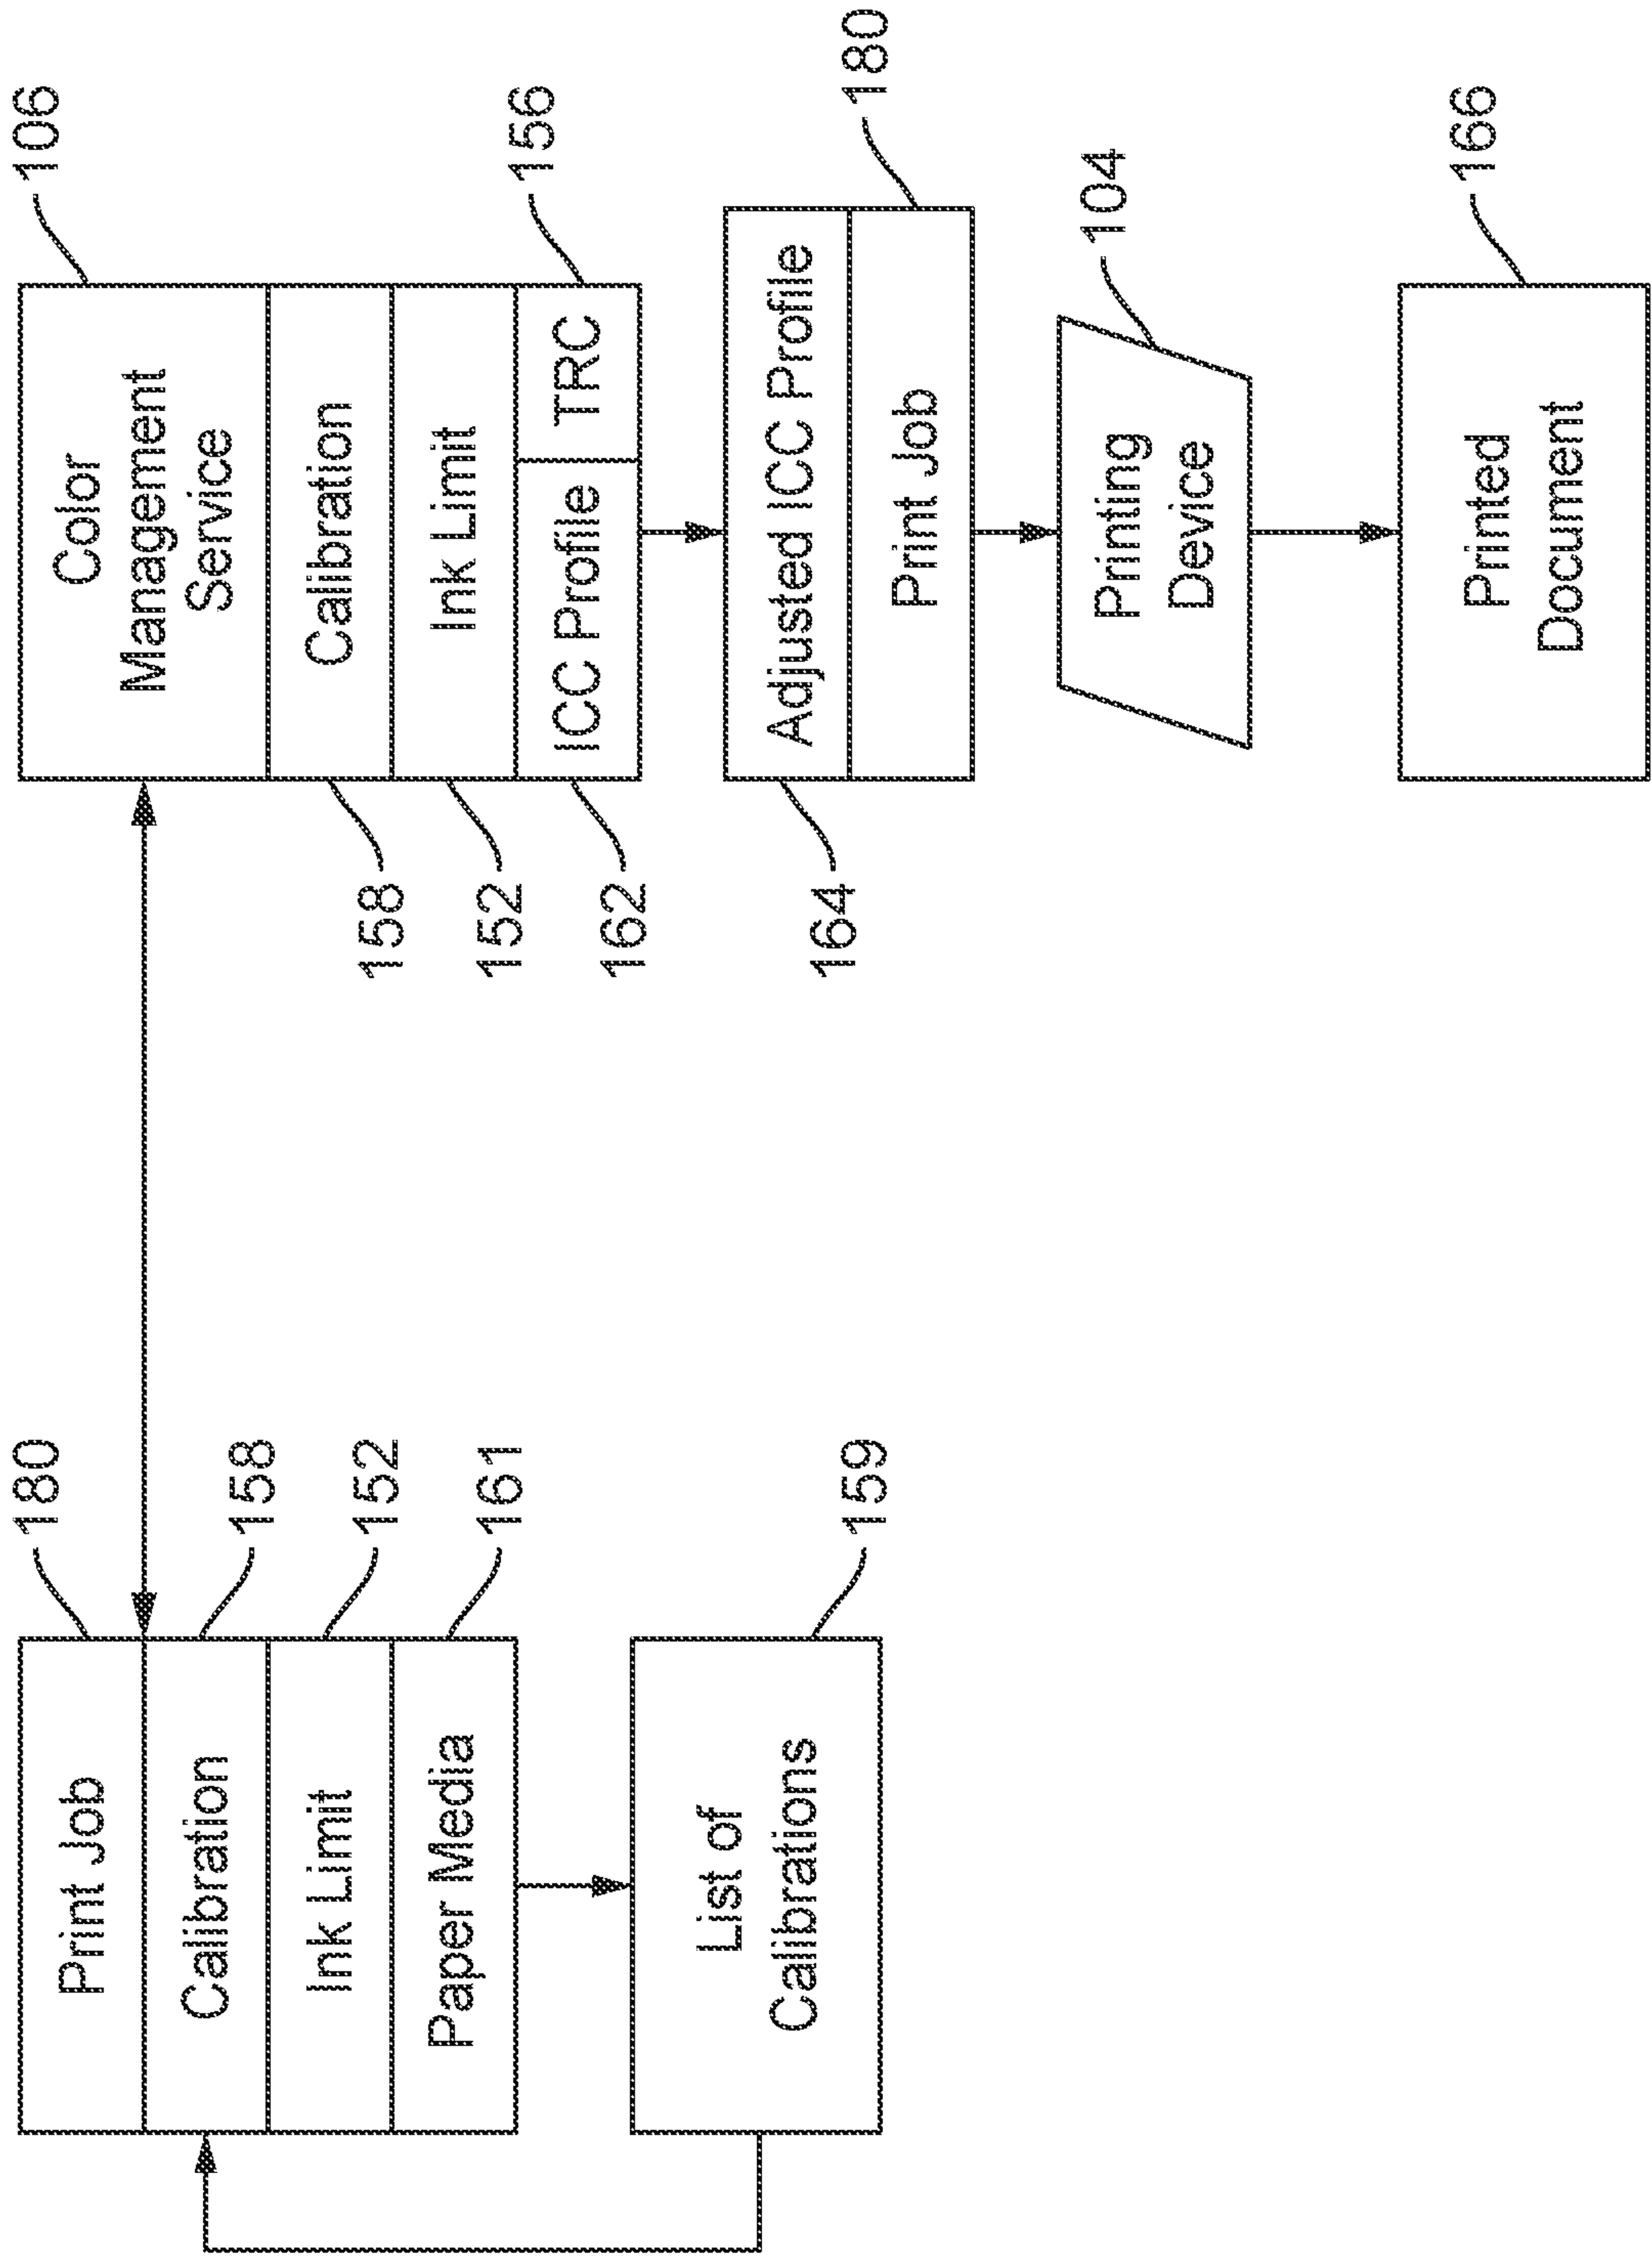 180
Print Job
158
Calibration
152
Ink Limit
161
Paper Media
159
List of
Calibrations
106
Color
Management
Service
158
Calibration
152
Ink Limit
162
ICC Profile
TRC
156
164
Adjusted ICC Profile
Print Job
180
Printing
Device
104
Printed
Document
166